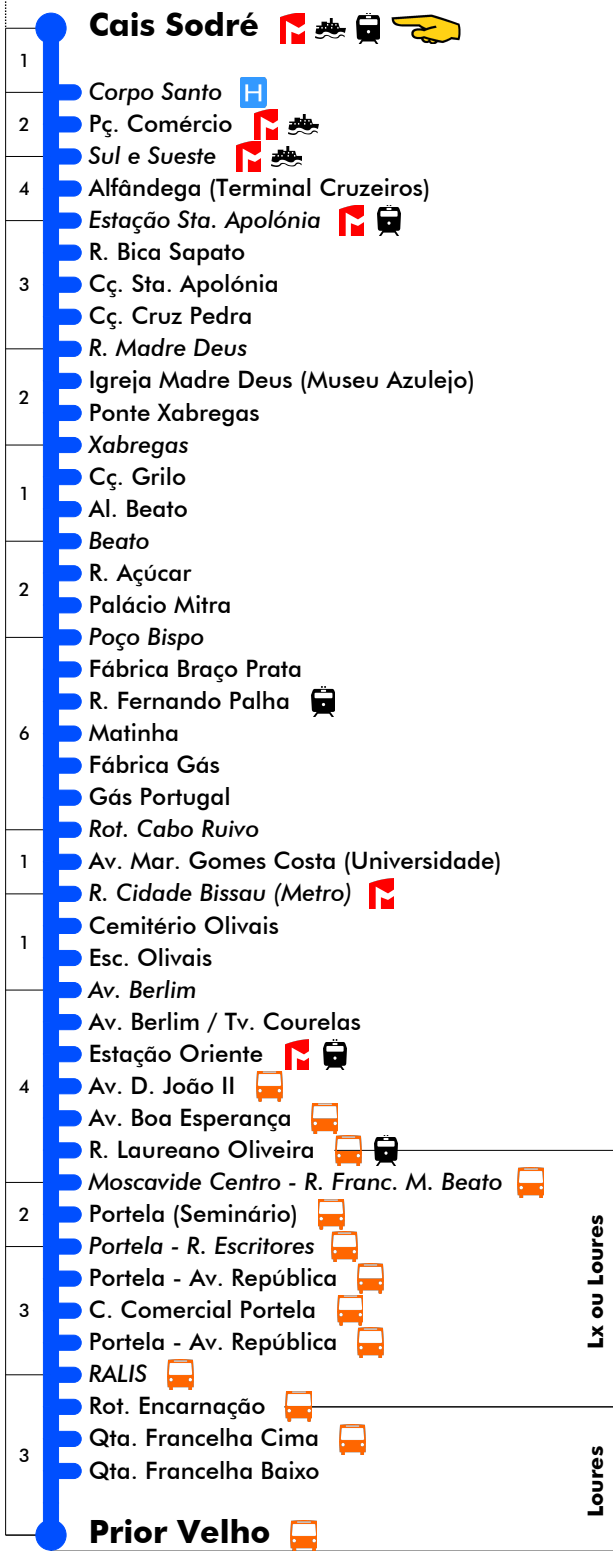 Cais Sodré
1
Corpo Santo H
2 Pç. Comércio
Sul e Sueste
4 Alfândega (Terminal Cruzeiros)
Estação Sta. Apolónia
R. Bica Sapato
3 Cç. Sta. Apolónia
Cç. Cruz Pedra
R. Madre Deus
Igreja Madre Deus (Museu Azulejo)
2 Ponte Xabregas
Xabregas
Cç. Grilo
1
Al. Beato
Beato
R. Açúcar
2
Palácio Mitra
Poço Bispo
Fábrica Braço Prata
R. Fernando Palha
6 Matinha
Fábrica Gás
Gás Portugal
Rot. Cabo Ruivo
1 Av. Mar. Gomes Costa (Universidade)
R. Cidade Bissau (Metro)
Cemitério Olivais
1
Esc. Olivais
Av. Berlim
Av. Berlim / Tv. Courelas
Estação Oriente
4 Av. D. João II
Av. Boa Esperança
R. Laureano Oliveira
Moscavide Centro - R. Franc. M. Beato
2 Portela (Seminário)
Portela - R. Escritores
Portela - Av. República
3 C. Comercial Portela
Portela - Av. República
Lx ou Loures
RALIS
Rot. Encarnação
Qta. Francelha Cima
3
Qta. Francelha Baixo
Loures
Prior Velho